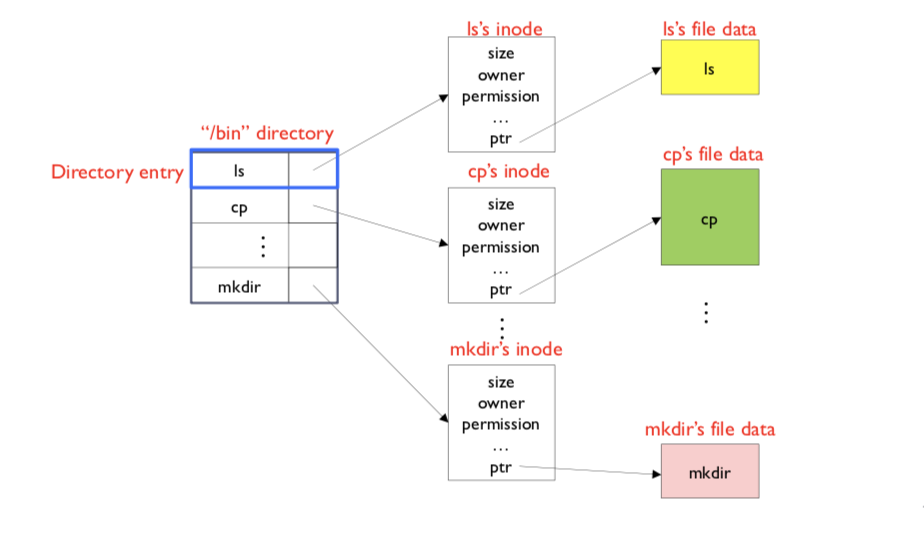 ls's inode
size
owner
permission
...
ptr
ls's file data
ls
“/bin” directory
Directory entry
ls
cp
⋮
mkdir
cp's inode
size
owner
permission
...
ptr
cp's file data
cp
⋮
⋮
mkdir's inode
size
owner
permission
...
ptr
mkdir's file data
mkdir